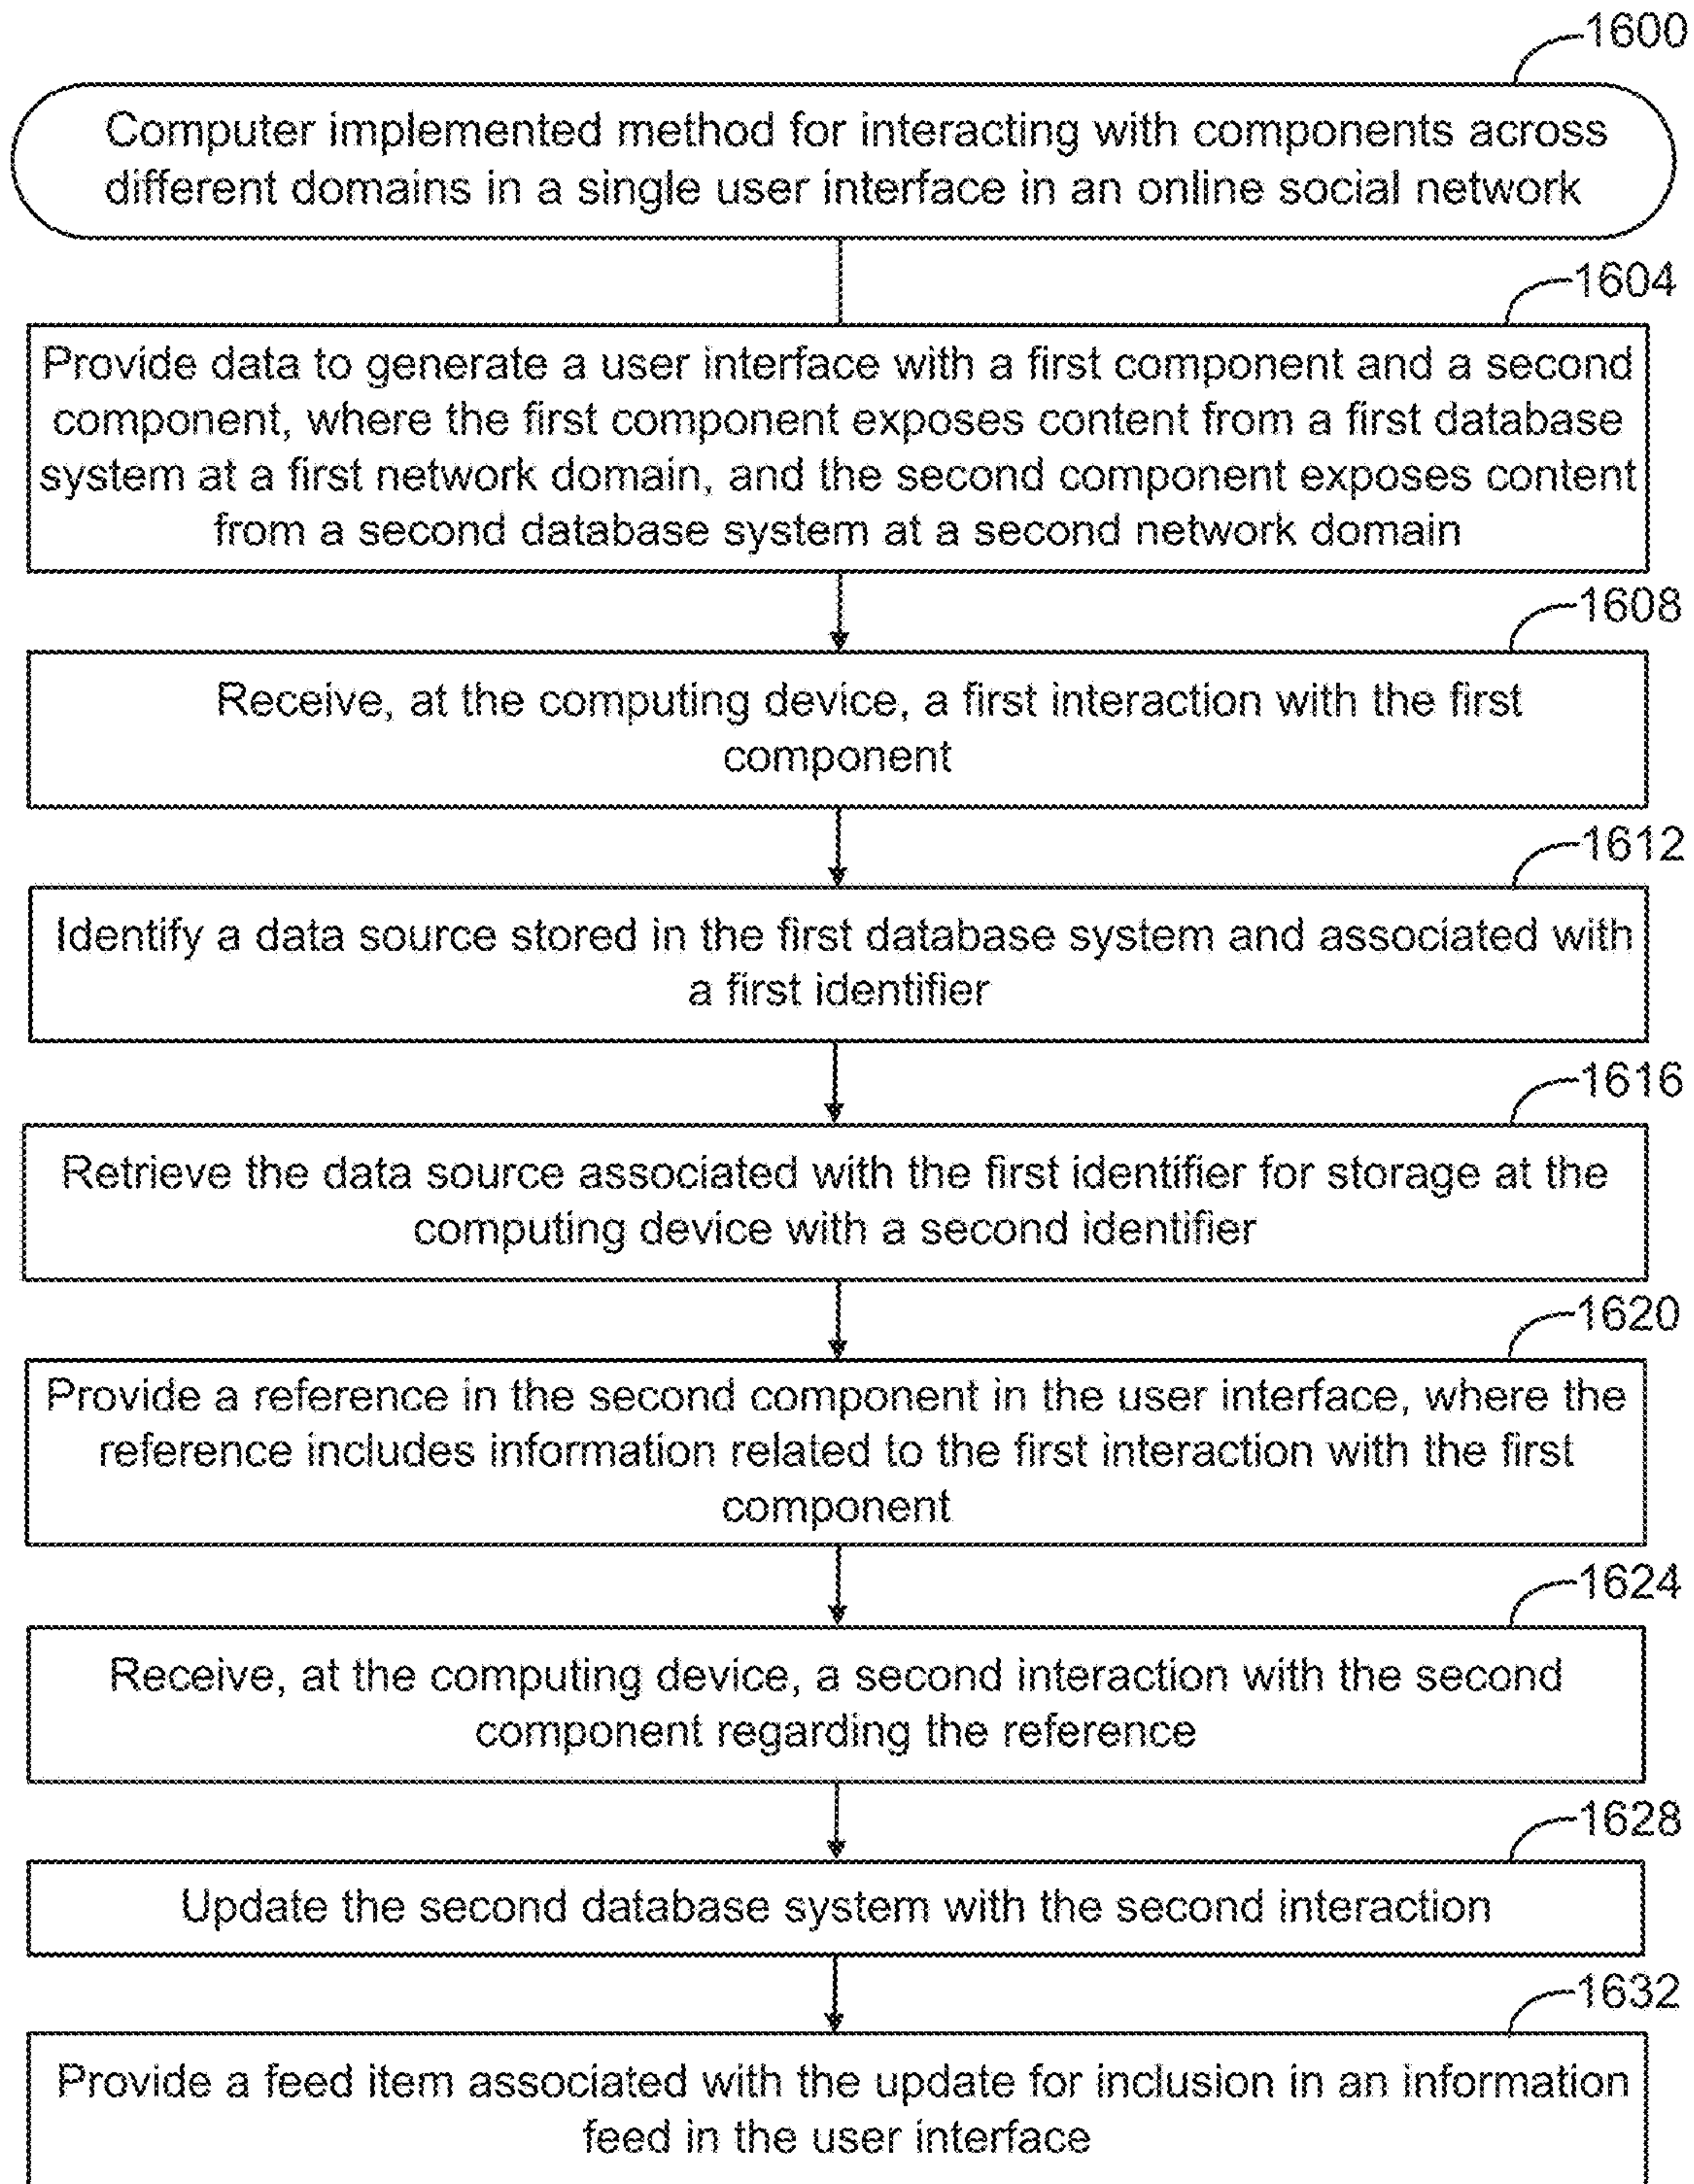 1600
Computer implemented method for interacting with components across
different domains in a single user interface in an online social network
1604
Provide data to generate a user interface with a first component and a second
component, where the first component exposes content from a first database
system at a first network domain, and the second component exposes content
from a second database system at a second network domain
1608
Receive, at the computing device, a first interaction with the first
component
1612
Identify a data source stored in the first database system and associated with
a first identifier
1616
Retrieve the data source associated with the first identifier for storage at the
computing device with a second identifier
1620
Provide a reference in the second component in the user interface, where the
reference includes information related to the first interaction with the first
component
1624
Receive, at the computing device, a second interaction with the second
component regarding the reference
1628
Update the second database system with the second interaction
1632
Provide a feed item associated with the update for inclusion in an information
feed in the user interface